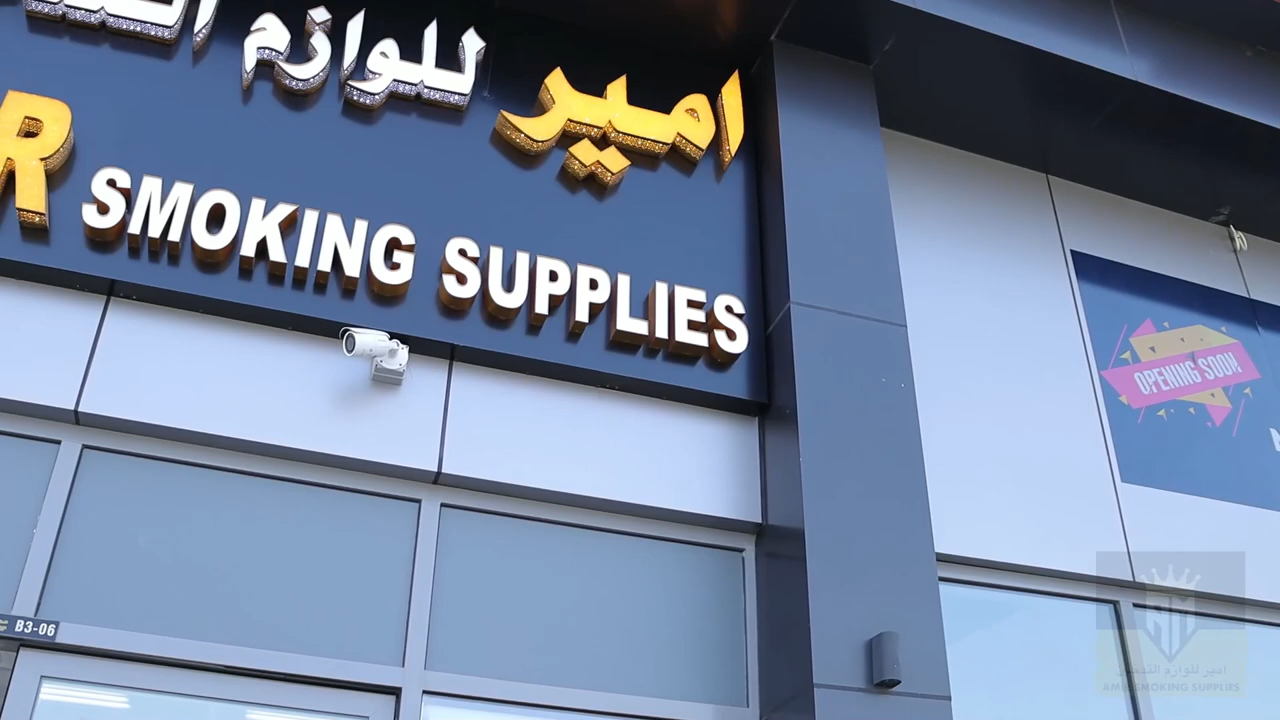 امير للوازم
R SMOKING SUPPLIES
OPENING SOON
B3-06
امير للوازم التدخين
AMIR SMOKING SUPPLIES